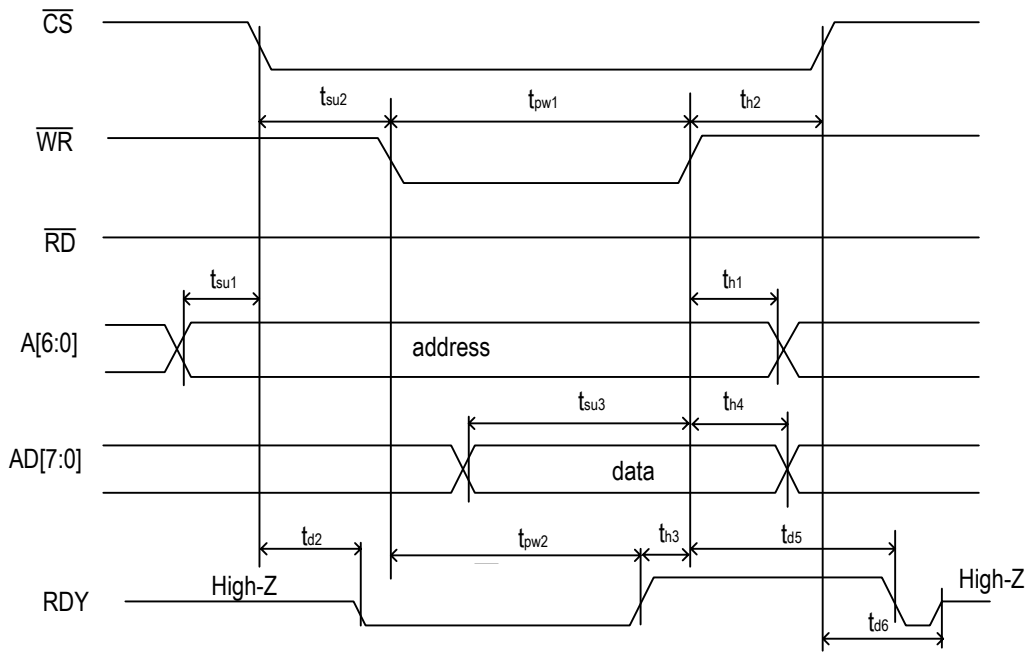 CS
tsu2 tpw1 th2
WR
RD
tsu1 th1
A[6:0] address
tsu3 th4
AD[7:0] data
td2 tpw2 th3 td5
High-Z High-Z
RDY
td6